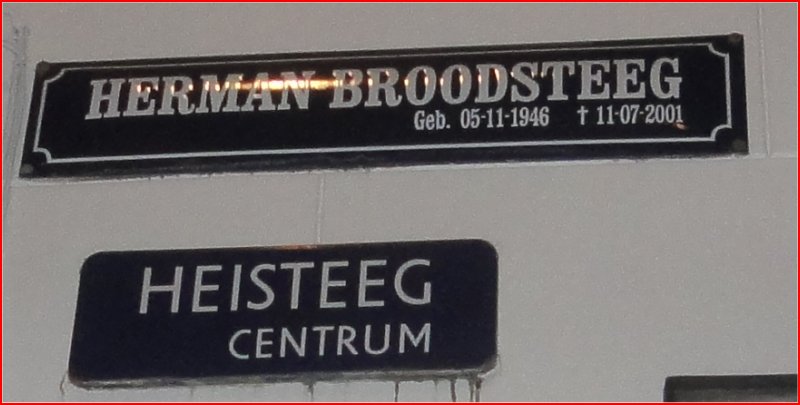 HERMAN BROODSTEEG
Geb. 05-11-1946 † 11-07-2001
HEISTEEG
CENTRUM